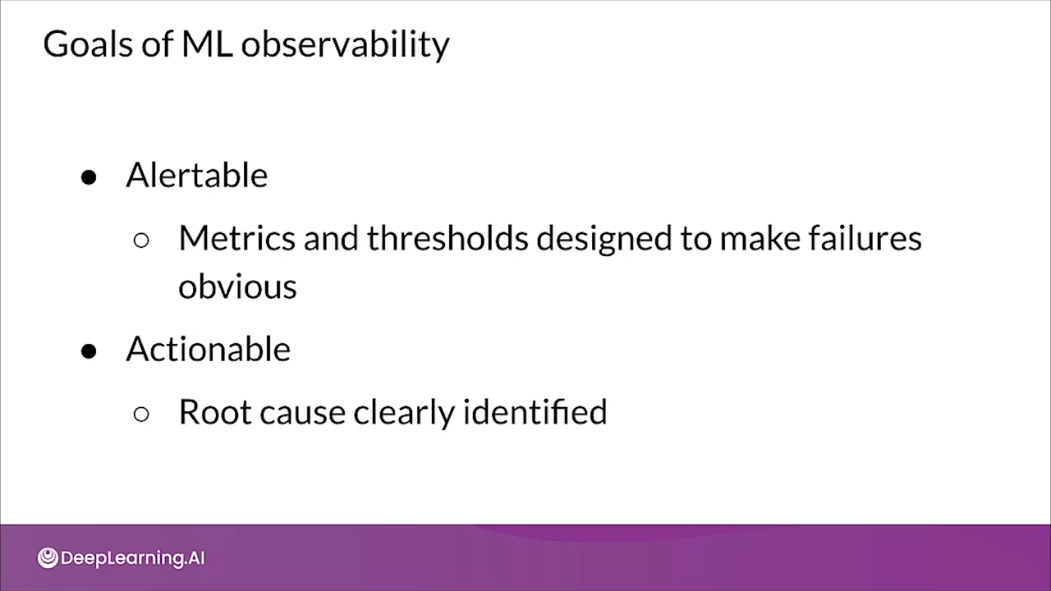 Goals of ML observability
● Alertable
○ Metrics and thresholds designed to make failures
obvious
● Actionable
○ Root cause clearly identified
DeepLearning.AI